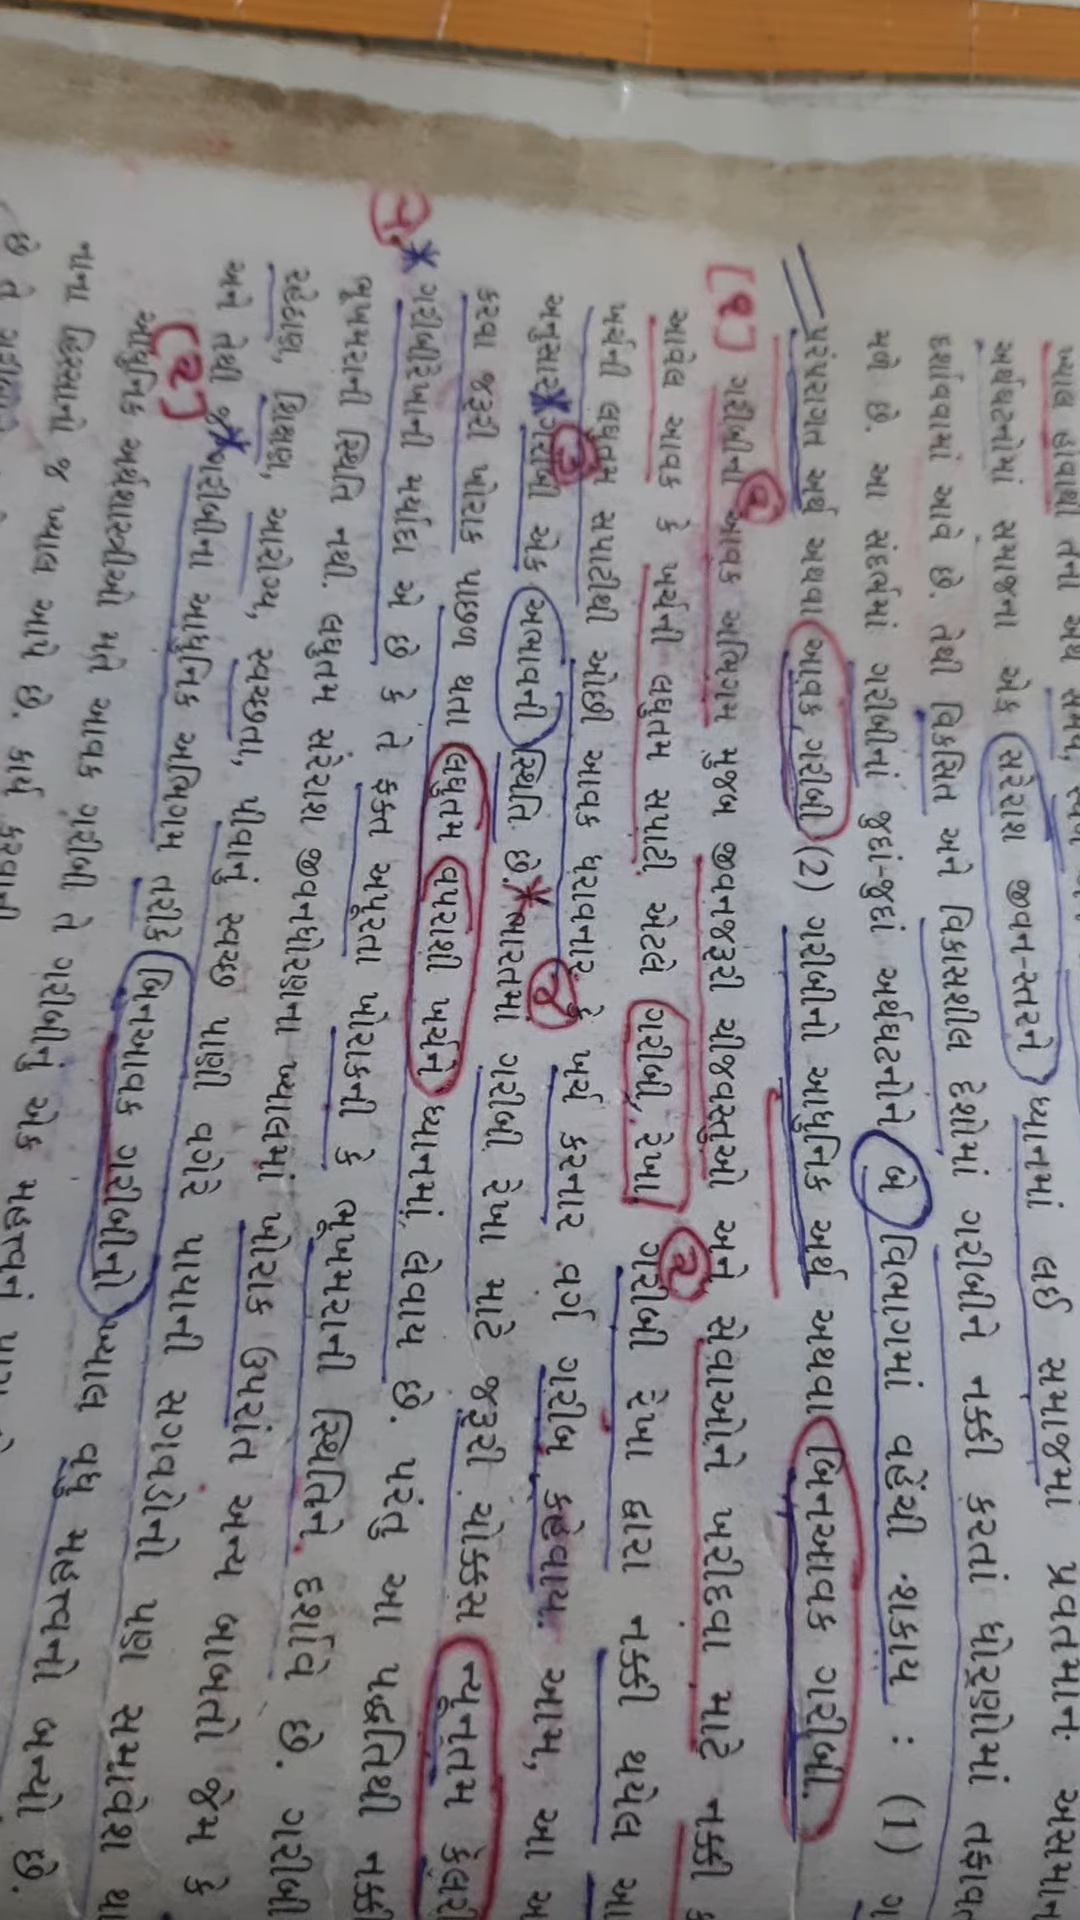 ખ્યાલ હોવાથી તેનો અર્થ સમય,
અર્થઘટનોમાં સમાજના એક સરેરાશ જીવન-સ્તરને ધ્યાનમાં લઈ સમાજમાં પ્રવર્તમાન અસમાન
દર્શાવવામાં આવે છે. તેથી વિકસિત અને વિકાસશીલ દેશોમાં ગરીબીને નક્કી કરતાં ધોરણોમાં તફાવ
મળે છે. આ સંદર્ભમાં ગરીબીનાં જુદાં-જુદાં અર્થઘટનોને બે વિભાગમાં વહેંચી શકાય : (1) ગ
પરંપરાગત અર્થ અથવા આવક ગરીબી (2) ગરીબીનો આધુનિક અર્થ અથવા બિનઆવક ગરીબી.
[૧] ગરીબીનો આવક અભિગમ મુજબ જીવનજરૂરી ચીજવસ્તુઓ અને સેવાઓને ખરીદવા માટે નક્કી ક
આવેલ આવક કે ખર્ચની લઘુતમ સપાટી એટલે ગરીબી રેખા. ગરીબી રેખા દ્વારા નક્કી થયેલ આ
ખર્ચની લઘુતમ સપાટીથી ઓછી આવક ધરાવનાર કે ખર્ચ કરનાર વર્ગ ગરીબ કહેવાય. આમ, આ અ
અનુસાર ગરીબી એક અભાવની સ્થિતિ છે. ભારતમાં ગરીબી રેખા માટે જરૂરી ચોક્કસ ન્યૂનતમ કેલરી
કરવા જરૂરી ખોરાક પાછળ થતા લઘુતમ વપરાશી ખર્ચને ધ્યાનમાં લેવાય છે. પરંતુ આ પદ્ધતિથી નક્કી
ગરીબીરેખાની મર્યાદા એ છે કે તે ફક્ત અપૂરતા ખોરાકની કે ભૂખમરાની સ્થિતિને દર્શાવે છે. ગરીબી
ભૂખમરાની સ્થિતિ નથી. લઘુતમ સરેરાશ જીવનધોરણના ખ્યાલમાં ખોરાક ઉપરાંત અન્ય બાબતો જેમ કે
રહેઠાણ, શિક્ષણ, આરોગ્ય, સ્વચ્છતા, પીવાનું સ્વચ્છ પાણી વગેરે પાયાની સગવડોનો પણ સમાવેશ થા
અને તેથી જ ગરીબીના આધુનિક અભિગમ તરીકે બિનઆવક ગરીબીનો ખ્યાલ વધુ મહત્વનો બન્યો છે.
[૨]
આધુનિક અર્થશાસ્ત્રીઓ મતે આવક ગરીબી તે ગરીબીનું એક મહત્વનું
નાના હિસ્સાનો જ ખ્યાલ આપે છે. કાર્ય કરવાની
છે તે ગરીબી